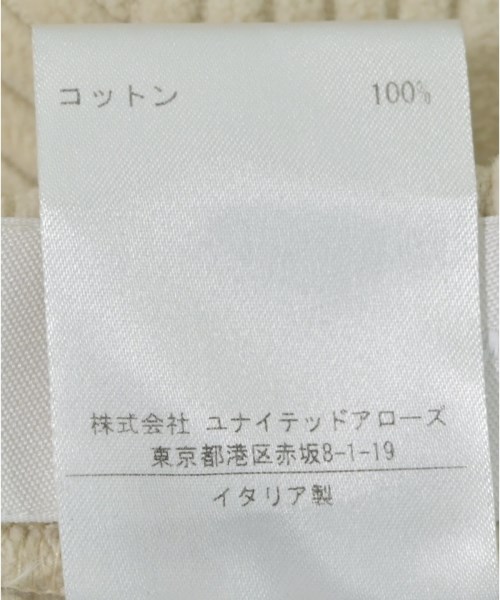 コットン 100%
株式会社 ユナイテッドアローズ
東京都港区赤坂8-1-19
イタリア製